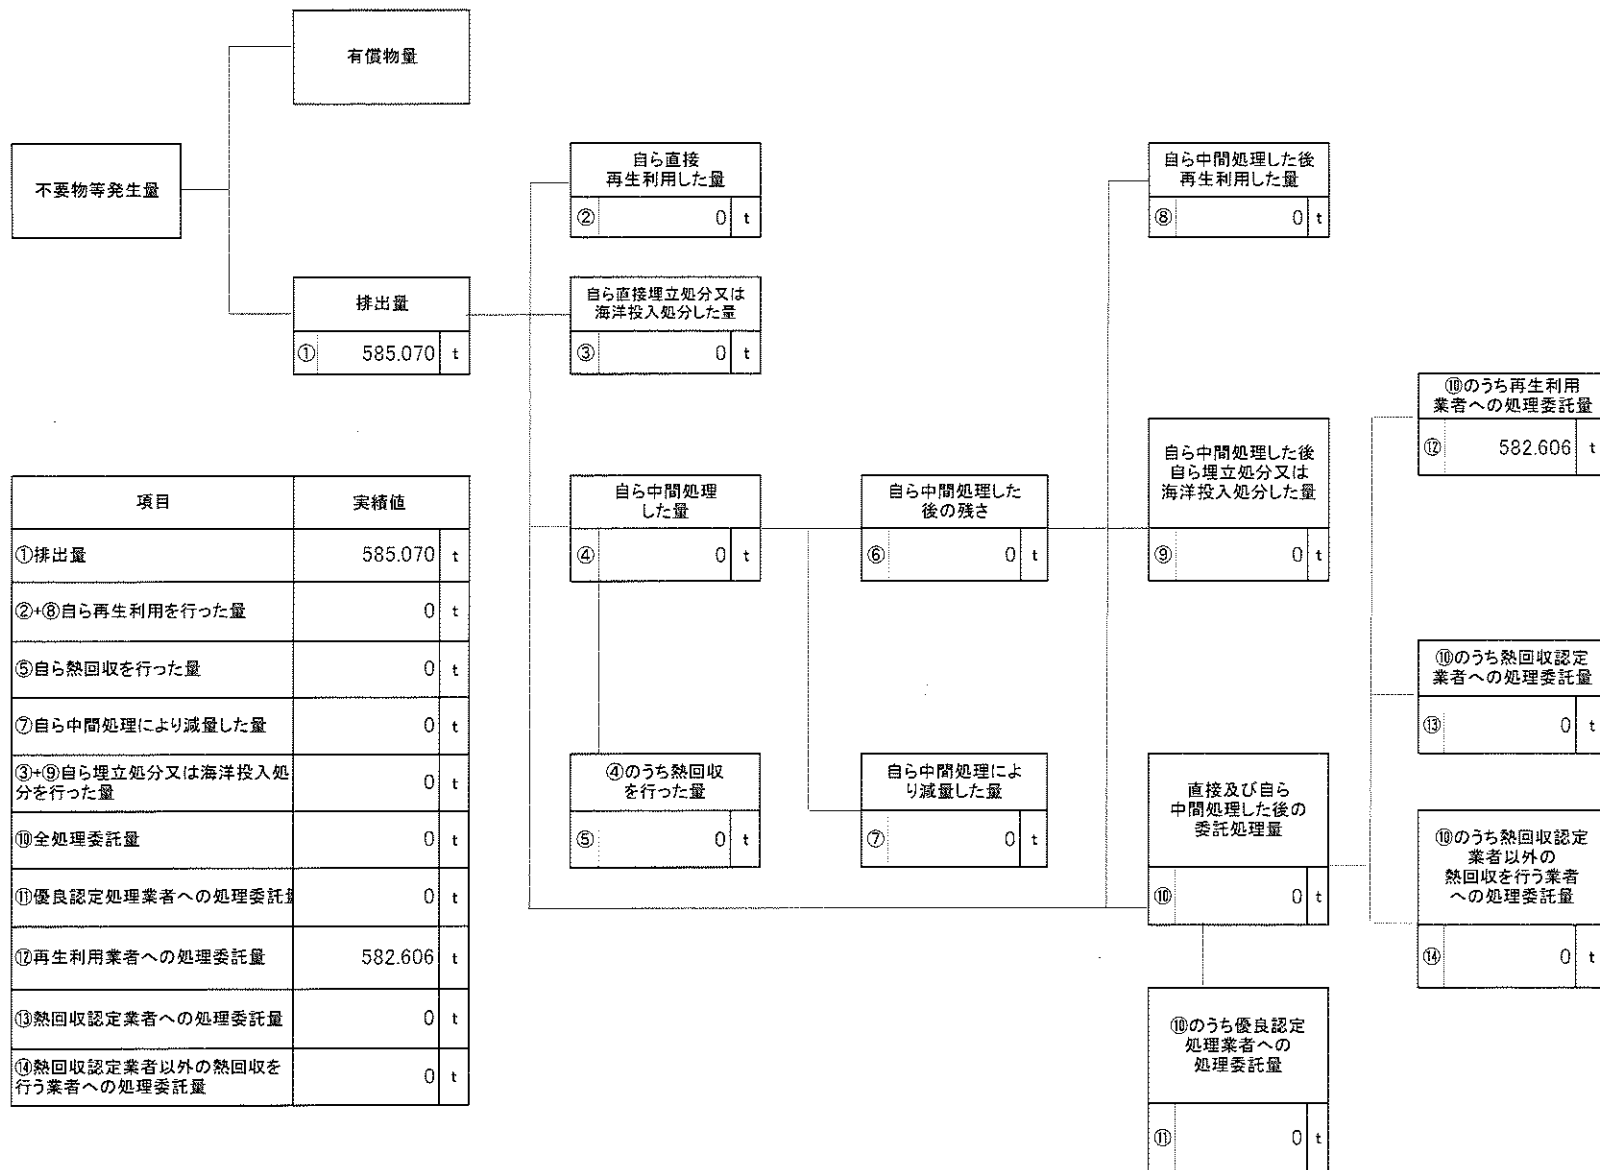 有償物量
不要物等発生量
排出量
① 585.070 t
自ら直接
再生利用した量
② 0 t
自ら直接埋立処分又は
海洋投入処分した量
③ 0 t
自ら中間処理
した量
④ 0 t
④のうち熱回収
を行った量
⑤ 0 t
自ら中間処理した
後の残さ
⑥ 0 t
自ら中間処理によ
り減量した量
⑦ 0 t
自ら中間処理した後
再生利用した量
⑧ 0 t
自ら中間処理した後
自ら埋立処分又は
海洋投入処分した量
⑨ 0 t
直接及び自ら
中間処理した後の
委託処理量
⑩ 0 t
⑩のうち優良認定
処理業者への
処理委託量
⑪ 0 t
⑩のうち再生利用
業者への処理委託量
⑫ 582.606 t
⑩のうち熱回収認定
業者への処理委託量
⑬ 0 t
⑩のうち熱回収認定
業者以外の
熱回収を行う業者
への処理委託量
⑭ 0 t
項目 実績値
①排出量 585.070 t
②+⑧自ら再生利用を行った量 0 t
⑤自ら熱回収を行った量 0 t
⑦自ら中間処理により減量した量 0 t
③+⑨自ら埋立処分又は海洋投入処
分を行った量 0 t
⑩全処理委託量 0 t
⑪優良認定処理業者への処理委託量 0 t
⑫再生利用業者への処理委託量 582.606 t
⑬熱回収認定業者への処理委託量 0 t
⑭熱回収認定業者以外の熱回収を
行う業者への処理委託量 0 t